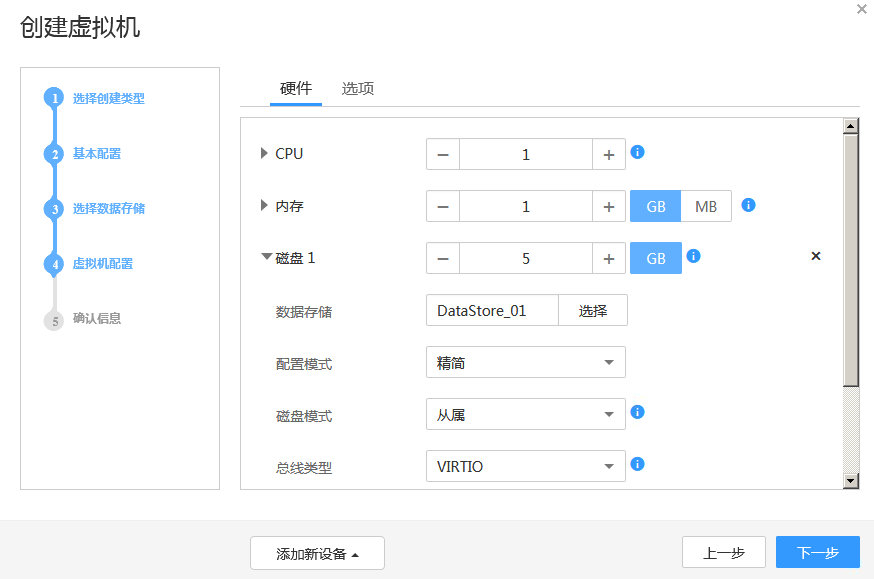 创建虚拟机
1 选择创建类型
2 基本配置
3 选择数据存储
4 虚拟机配置
5 确认信息
硬件 选项
CPU − 1 + i
内存 − 1 + GB MB i
磁盘 1 − 5 + GB i ×
数据存储 DataStore_01 选择
配置模式 精简
磁盘模式 从属 i
总线类型 VIRTIO i
添加新设备 上一步 下一步